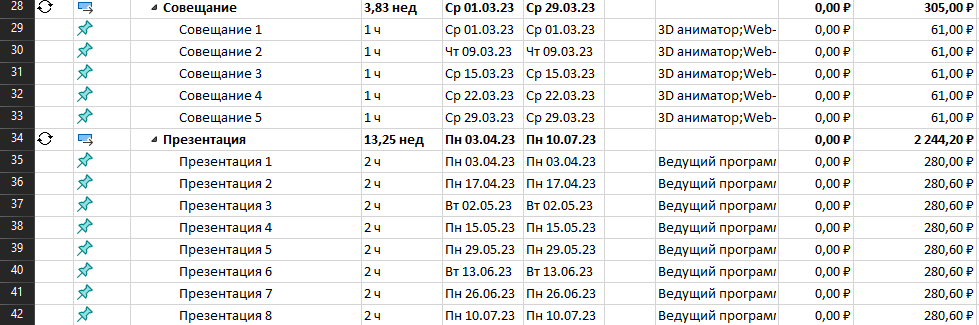 28 Совещание 3,83 нед Ср 01.03.23 Ср 29.03.23 0,00 ₽ 305,00 ₽
29 Совещание 1 1 ч Ср 01.03.23 Ср 01.03.23 3D аниматор;Web- 0,00 ₽ 61,00 ₽
30 Совещание 2 1 ч Чт 09.03.23 Чт 09.03.23 3D аниматор;Web- 0,00 ₽ 61,00 ₽
31 Совещание 3 1 ч Ср 15.03.23 Ср 15.03.23 3D аниматор;Web- 0,00 ₽ 61,00 ₽
32 Совещание 4 1 ч Ср 22.03.23 Ср 22.03.23 3D аниматор;Web- 0,00 ₽ 61,00 ₽
33 Совещание 5 1 ч Ср 29.03.23 Ср 29.03.23 3D аниматор;Web- 0,00 ₽ 61,00 ₽
34 Презентация 13,25 нед Пн 03.04.23 Пн 10.07.23 0,00 ₽ 2 244,20 ₽
35 Презентация 1 2 ч Пн 03.04.23 Пн 03.04.23 Ведущий програм 0,00 ₽ 280,00 ₽
36 Презентация 2 2 ч Пн 17.04.23 Пн 17.04.23 Ведущий програм 0,00 ₽ 280,60 ₽
37 Презентация 3 2 ч Вт 02.05.23 Вт 02.05.23 Ведущий програм 0,00 ₽ 280,60 ₽
38 Презентация 4 2 ч Пн 15.05.23 Пн 15.05.23 Ведущий програм 0,00 ₽ 280,60 ₽
39 Презентация 5 2 ч Пн 29.05.23 Пн 29.05.23 Ведущий програм 0,00 ₽ 280,60 ₽
40 Презентация 6 2 ч Вт 13.06.23 Вт 13.06.23 Ведущий програм 0,00 ₽ 280,60 ₽
41 Презентация 7 2 ч Пн 26.06.23 Пн 26.06.23 Ведущий програм 0,00 ₽ 280,60 ₽
42 Презентация 8 2 ч Пн 10.07.23 Пн 10.07.23 Ведущий програм 0,00 ₽ 280,60 ₽